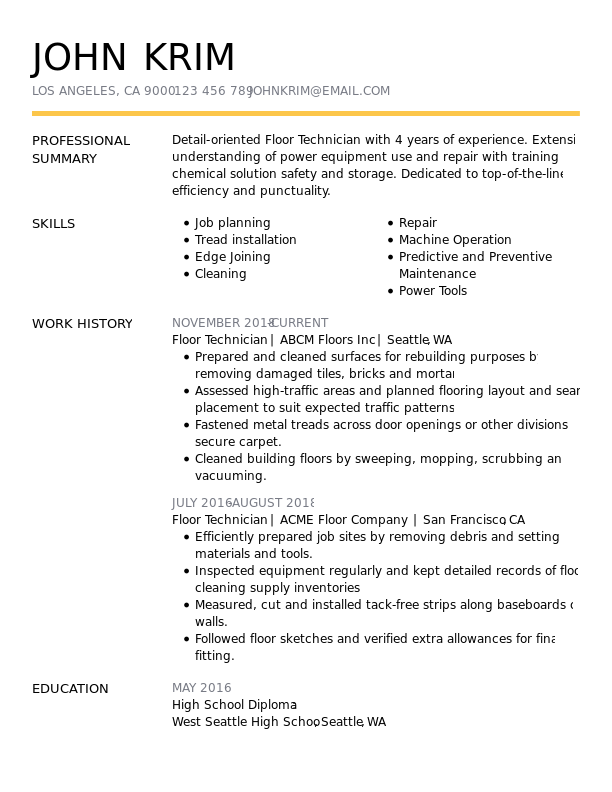 JOHN KRIM
LOS ANGELES, CA 9000 123 456 789 JOHNKRIM@EMAIL.COM
PROFESSIONAL SUMMARY
Detail-oriented Floor Technician with 4 years of experience. Extensi
understanding of power equipment use and repair with training
chemical solution safety and storage. Dedicated to top-of-the-line
efficiency and punctuality.
SKILLS
Job planning
Tread installation
Edge Joining
Cleaning
Repair
Machine Operation
Predictive and Preventive
Maintenance
Power Tools
WORK HISTORY
NOVEMBER 2018-CURRENT
Floor Technician | ABCM Floors Inc | Seattle, WA
Prepared and cleaned surfaces for rebuilding purposes by
removing damaged tiles, bricks and mortar
Assessed high-traffic areas and planned flooring layout and sear
placement to suit expected traffic patterns
Fastened metal treads across door openings or other divisions
secure carpet.
Cleaned building floors by sweeping, mopping, scrubbing an
vacuuming.
JULY 2016-AUGUST 2018
Floor Technician | ACME Floor Company | San Francisco, CA
Efficiently prepared job sites by removing debris and setting
materials and tools.
Inspected equipment regularly and kept detailed records of floo
cleaning supply inventories
Measured, cut and installed tack-free strips along baseboards o
walls.
Followed floor sketches and verified extra allowances for fina
fitting.
EDUCATION
MAY 2016
High School Diploma
West Seattle High School, Seattle, WA